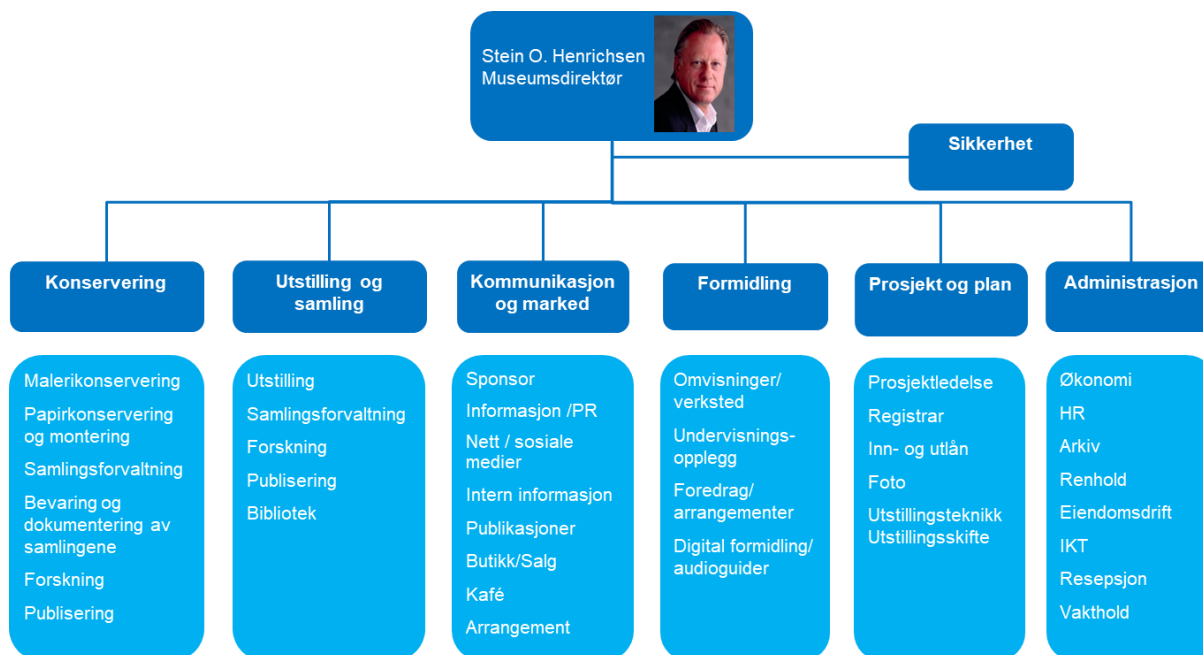 Stein O. Henrichsen
Museumsdirektør
Sikkerhet
Konservering
Utstilling og
samling
Kommunikasjon
og marked
Formidling
Prosjekt og plan
Administrasjon
Malerikonservering
Papirkonservering
og montering
Samlingsforvaltning
Bevaring og
dokumentering av
samlingene
Forskning
Publisering
Utstilling
Samlingsforvaltning
Forskning
Publisering
Bibliotek
Sponsor
Informasjon /PR
Nett / sosiale
medier
Intern informasjon
Publikasjoner
Butikk/Salg
Kafé
Arrangement
Omvisninger/
verksted
Undervisnings-
opplegg
Foredrag/
arrangementer
Digital formidling/
audioguider
Prosjektledelse
Registrar
Inn- og utlån
Foto
Utstillingsteknikk
Utstillingsskifte
Økonomi
HR
Arkiv
Renhold
Eiendomsdrift
IKT
Resepsjon
Vakthold